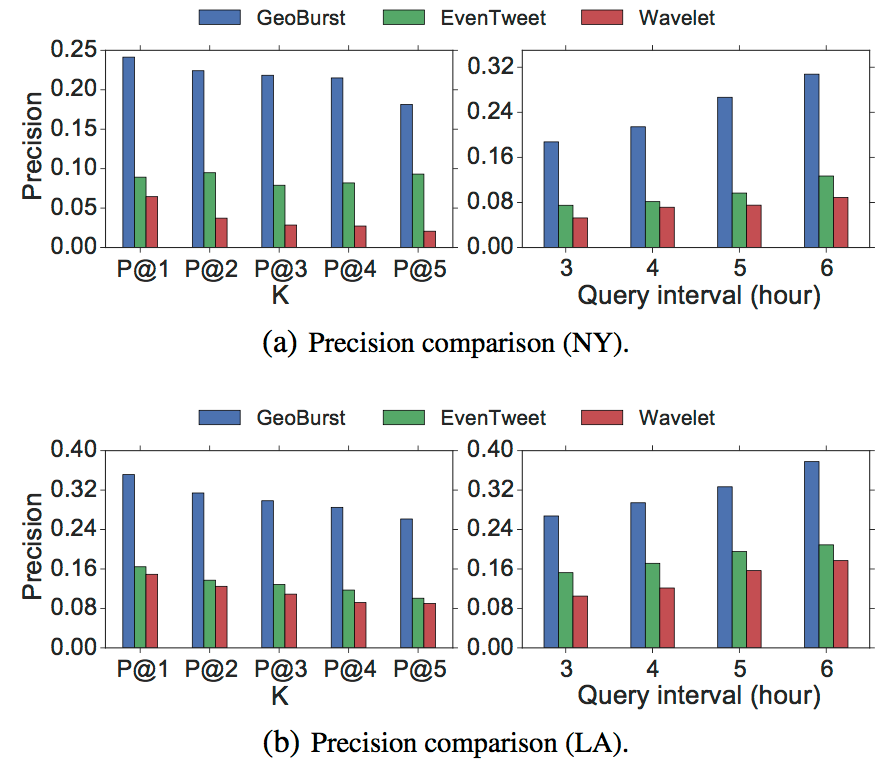 GeoBurst EvenTweet Wavelet
0.25
0.20
0.15
0.10
0.05
0.00
Precision
P@1 P@2 P@3 P@4 P@5
K
0.32
0.24
0.16
0.08
0.00
3 4 5 6
Query interval (hour)
(a) Precision comparison (NY).
GeoBurst EvenTweet Wavelet
0.40
0.32
0.24
0.16
0.08
0.00
Precision
P@1 P@2 P@3 P@4 P@5
K
0.40
0.32
0.24
0.16
0.08
0.00
3 4 5 6
Query interval (hour)
(b) Precision comparison (LA).